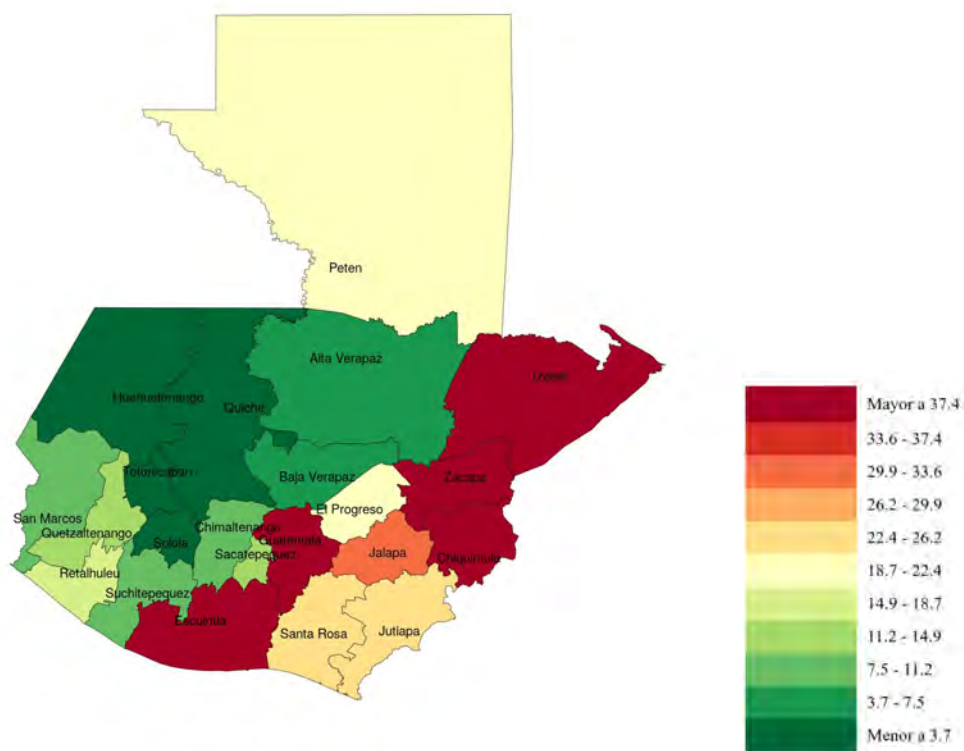 Peten
Alta Verapaz
Izabal
Huehuetenango
Quiche
Totonicapan
Baja Verapaz
Zacapa
El Progreso
San Marcos
Quetzaltenango
Solola
Chimaltenango
Guatemala
Sacatepequez
Jalapa
Chiquimula
Retalhuleu
Suchitepequez
Escuintla
Santa Rosa
Jutiapa
Mayor a 37.4
33.6 - 37.4
29.9 - 33.6
26.2 - 29.9
22.4 - 26.2
18.7 - 22.4
14.9 - 18.7
11.2 - 14.9
7.5 - 11.2
3.7 - 7.5
Menor a 3.7